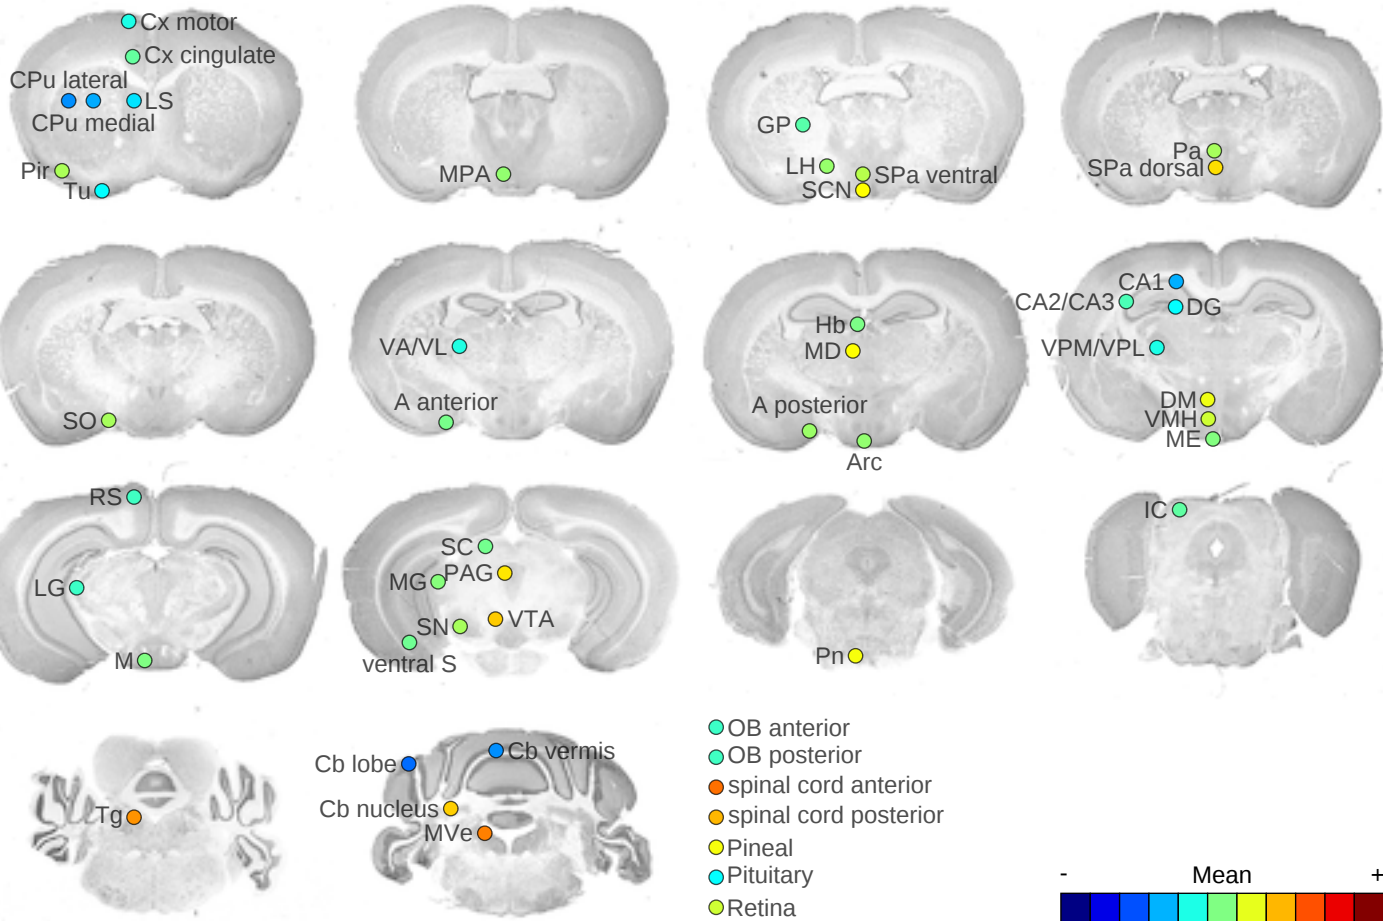 Cx motor
Cx cingulate
CPu lateral
LS
CPu medial
Pir
Tu
MPA
GP
LH
SPa ventral
SCN
Pa
SPa dorsal
SO
VA/VL
A anterior
Hb
MD
A posterior
Arc
CA1
CA2/CA3
DG
VPM/VPL
DM
VMH
ME
RS
LG
M
SC
MG
PAG
SN
VTA
ventral S
Pn
IC
Tg
Cb lobe
Cb vermis
Cb nucleus
MVe
OB anterior
OB posterior
spinal cord anterior
spinal cord posterior
Pineal
Pituitary
Retina
- Mean +